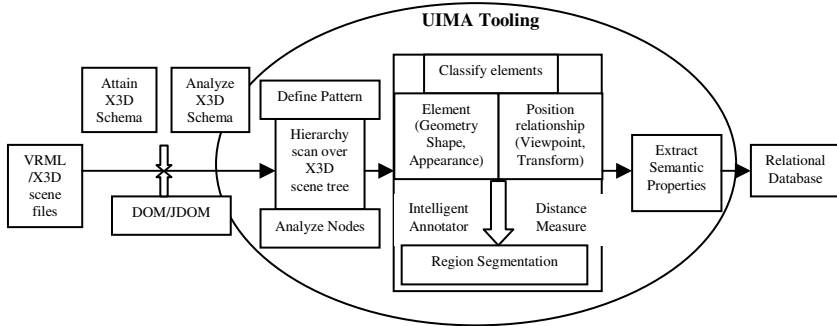 UIMA Tooling
Attain
X3D
Schema
Analyze
X3D
Schema
VRML
/X3D
scene
files
DOM/JDOM
Define Pattern
Hierarchy
scan over
X3D
scene tree
Analyze Nodes
Classify elements
Element
(Geometry
Shape,
Appearance)
Position
relationship
(Viewpoint,
Transform)
Intelligent
Annotator
Distance
Measure
Region Segmentation
Extract
Semantic
Properties
Relational
Database